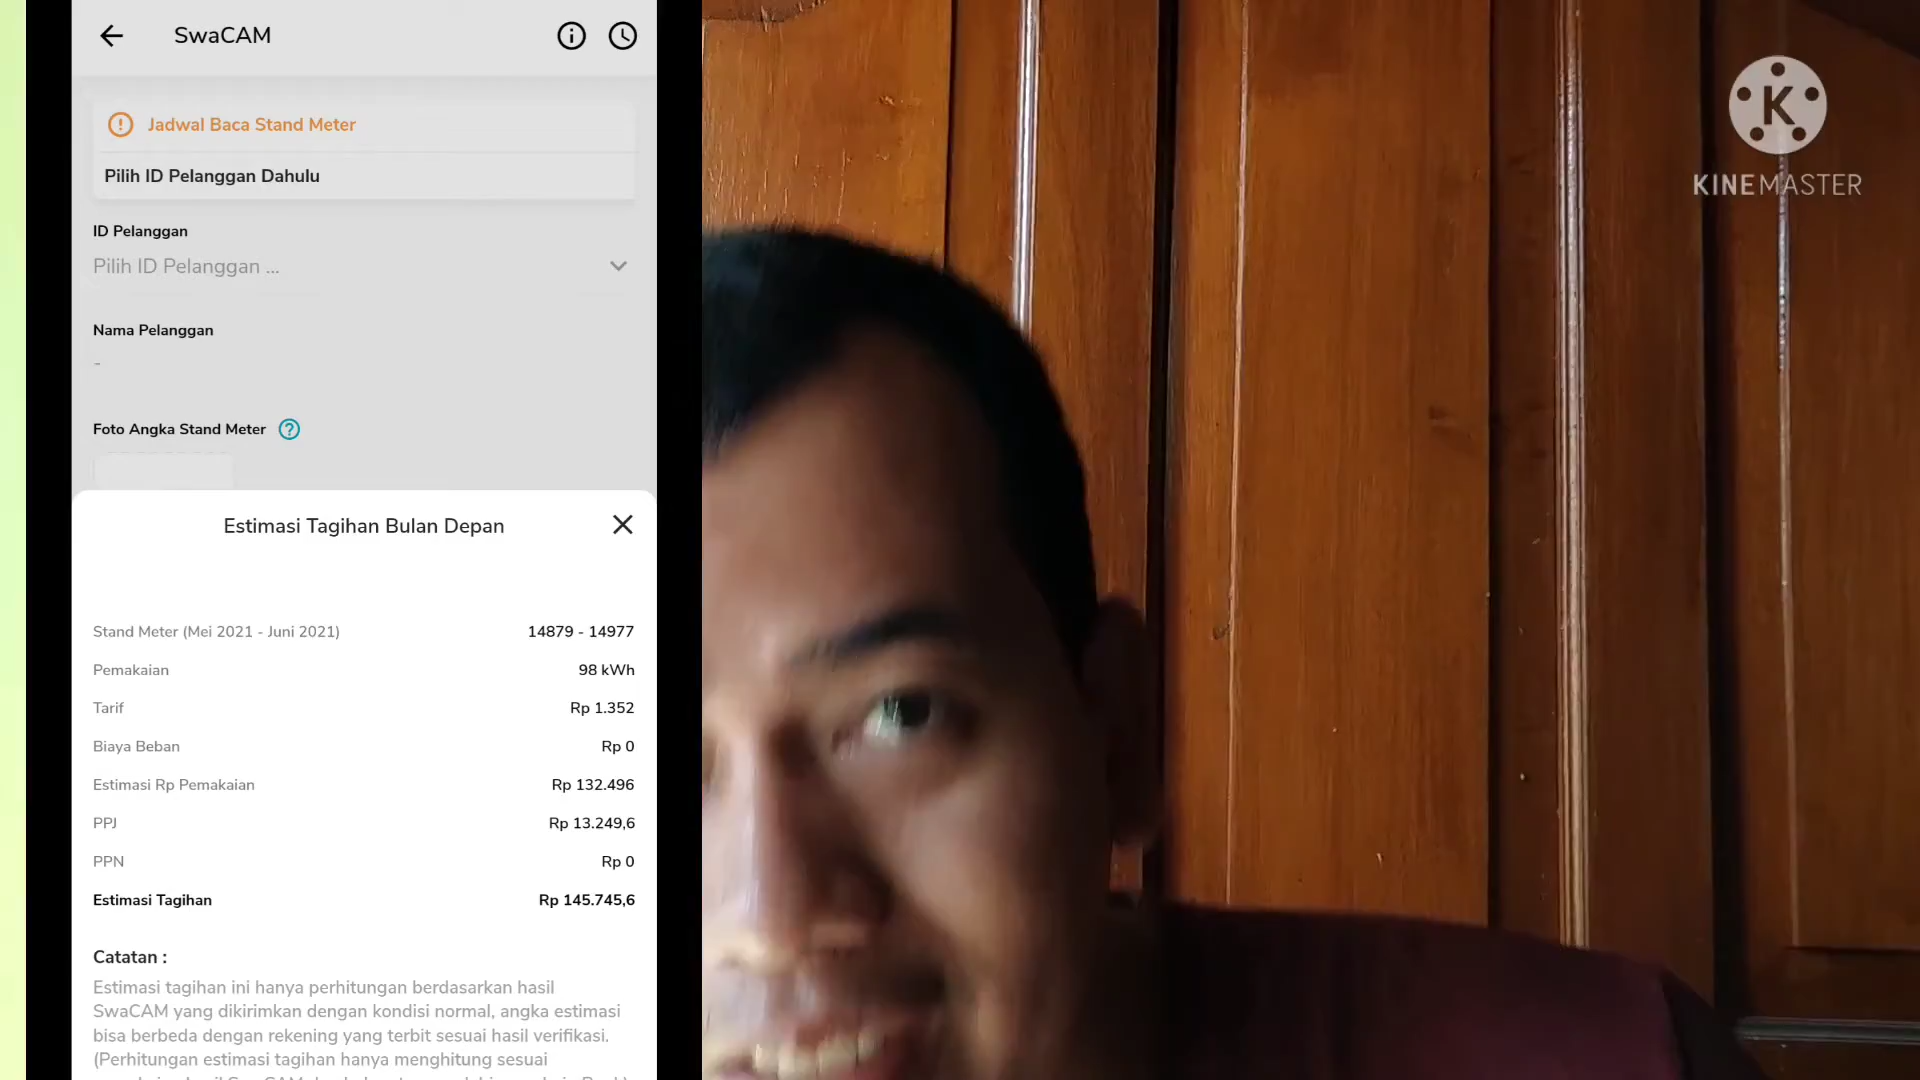 SwaCAM
Jadwal Baca Stand Meter
Pilih ID Pelanggan Dahulu
ID Pelanggan
Pilih ID Pelanggan ...
Nama Pelanggan
-
Foto Angka Stand Meter
Estimasi Tagihan Bulan Depan
Stand Meter (Mei 2021 - Juni 2021) 14879 - 14977
Pemakaian 98 kWh
Tarif Rp 1.352
Biaya Beban Rp 0
Estimasi Rp Pemakaian Rp 132.496
PPJ Rp 13.249,6
PPN Rp 0
Estimasi Tagihan Rp 145.745,6
Catatan :
Estimasi tagihan ini hanya perhitungan berdasarkan hasil
SwaCAM yang dikirimkan dengan kondisi normal, angka estimasi
bisa berbeda dengan rekening yang terbit sesuai hasil verifikasi.
(Perhitungan estimasi tagihan hanya menghitung sesuai
K
KINEMASTER